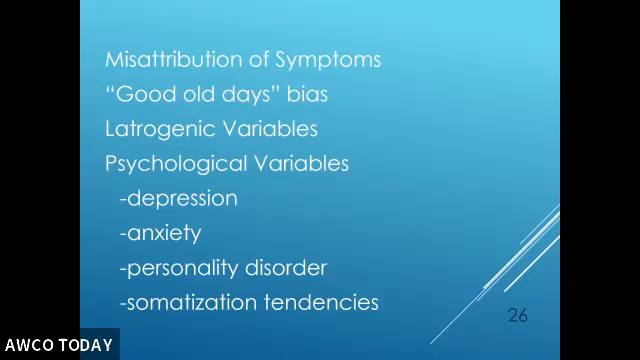 Misattribution of Symptoms
“Good old days” bias
Latrogenic Variables
Psychological Variables
-depression
-anxiety
-personality disorder
-somatization tendencies
26
AWCO TODAY